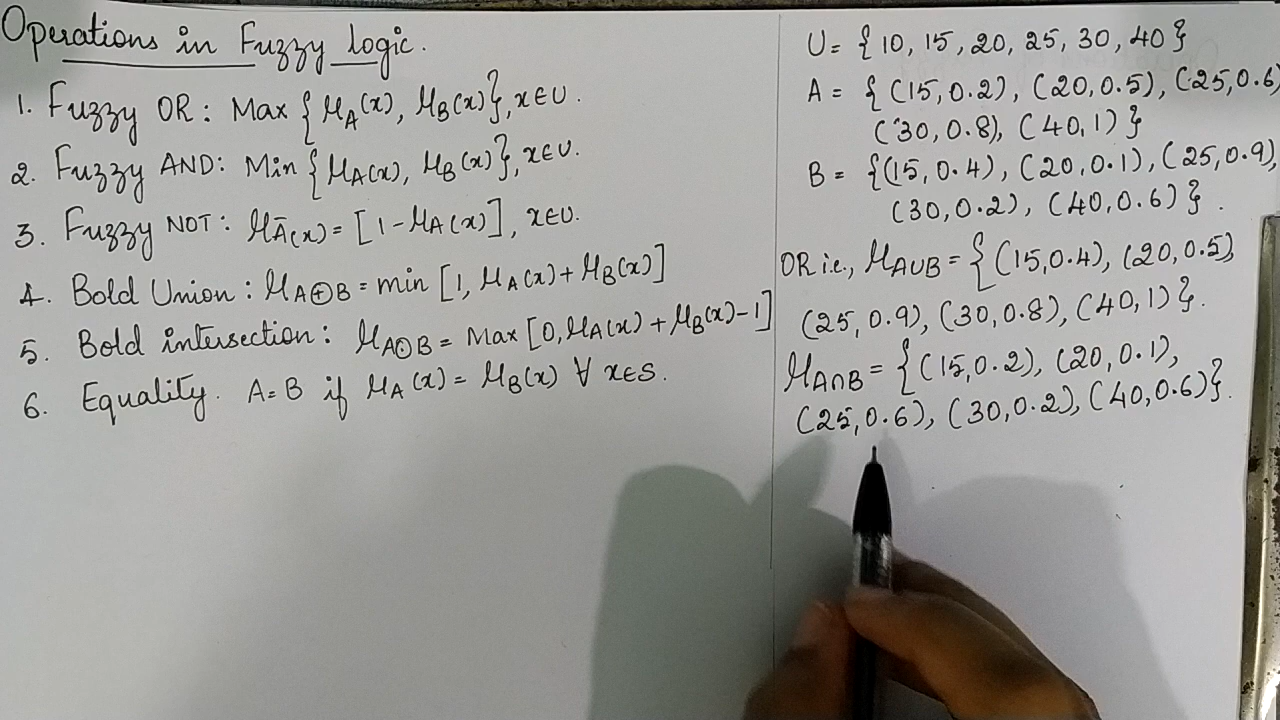 Operations in Fuzzy logic.
1. Fuzzy OR : Max {μA(x), μB(x)}, x∈U.
2. Fuzzy AND: Min {μA(x), μB(x)}, x∈U.
3. Fuzzy NOT : μĀ(x) = [1-μA(x)], x∈U.
4. Bold Union : μA⊕B = min [1, μA(x) + μB(x)]
5. Bold intersection : μA⊙B = Max [0, μA(x) + μB(x) - 1]
6. Equality. A=B if μA(x) = μB(x) ∀ x∈S.
U = { 10, 15, 20, 25, 30, 40 }
A = { (15, 0.2), (20, 0.5), (25, 0.6)
(30, 0.8), (40, 1) }
B = {(15, 0.4), (20, 0.1), (25, 0.9),
(30, 0.2), (40, 0.6) } .
OR i.e., μA∪B = { (15, 0.4), (20, 0.5),
(25, 0.9), (30, 0.8), (40, 1) }.
μA∩B = { (15, 0.2), (20, 0.1),
(25, 0.6), (30, 0.2), (40, 0.6)}.